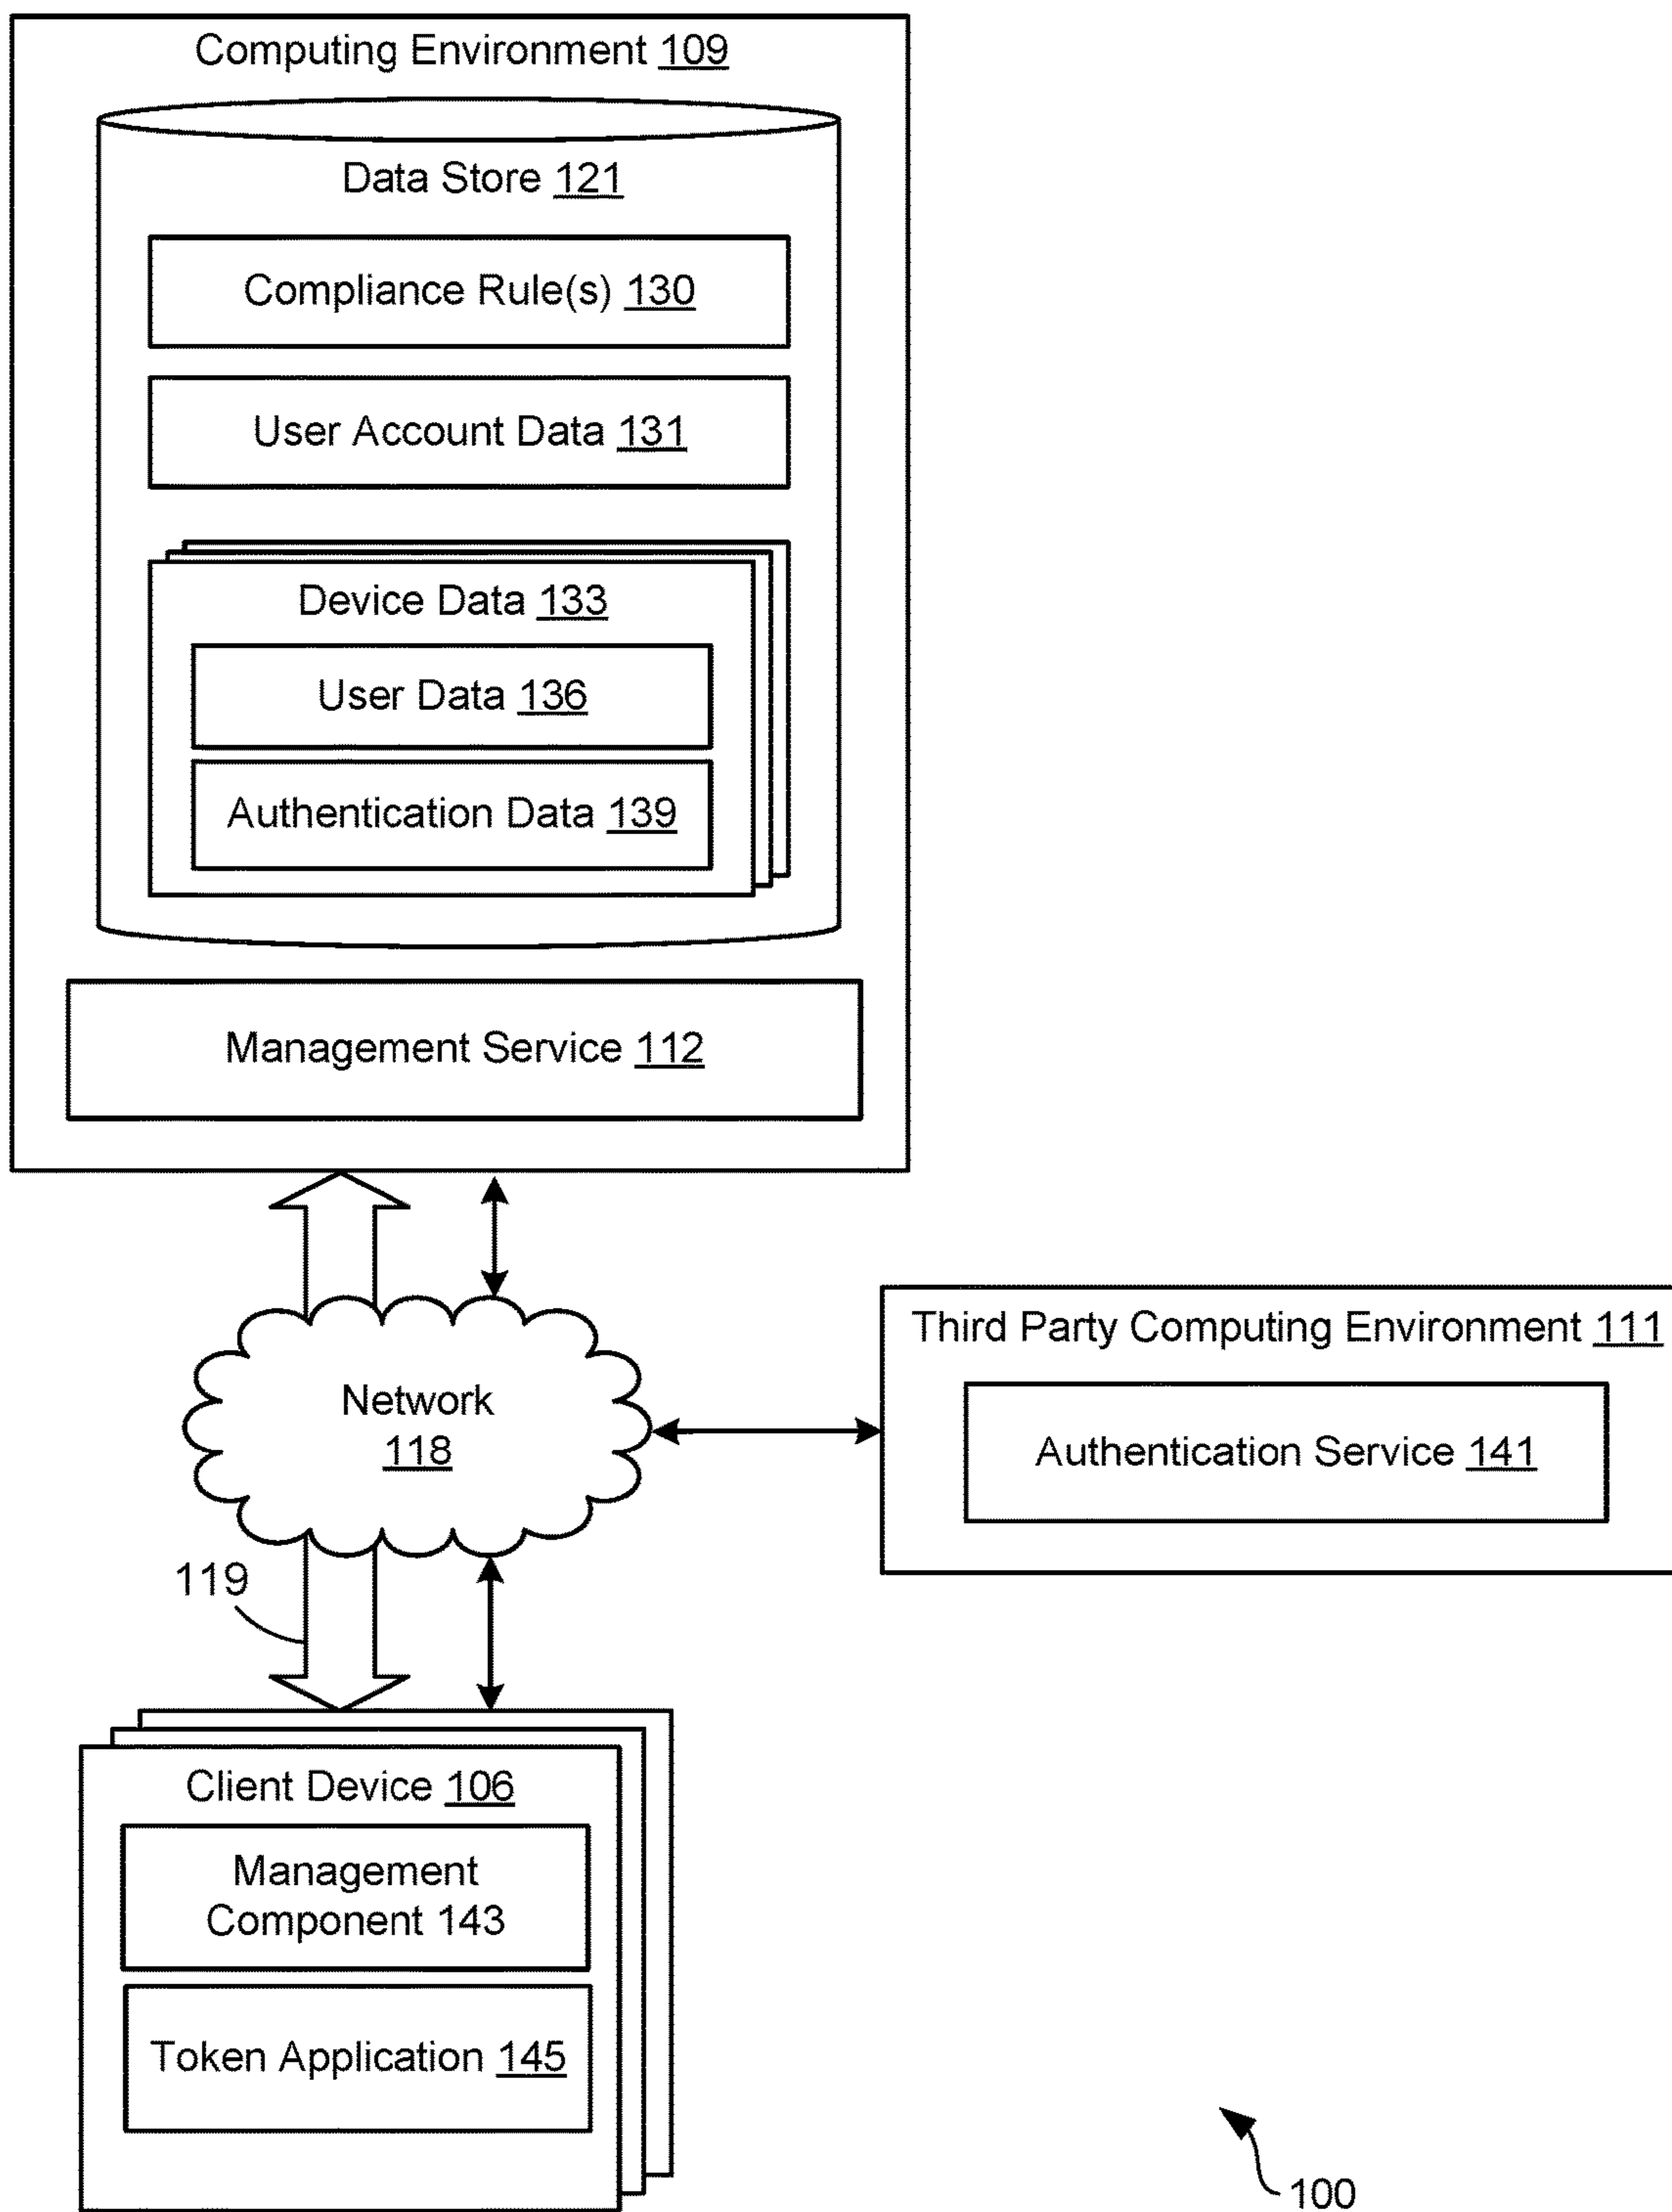 Computing Environment 109
Data Store 121
Compliance Rule(s) 130
User Account Data 131
Device Data 133
User Data 136
Authentication Data 139
Management Service 112
Network
118
Third Party Computing Environment 111
Authentication Service 141
119
Client Device 106
Management
Component 143
Token Application 145
100